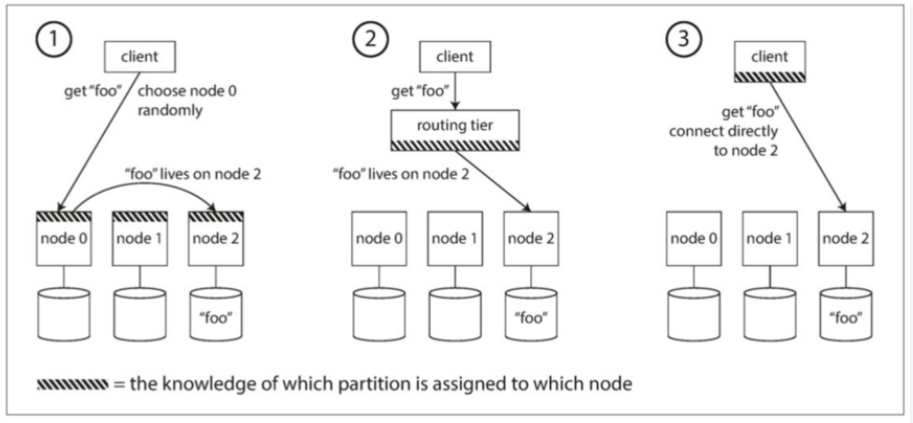 1
client
get “foo”
choose node 0
randomly
“foo” lives on node 2
node 0
node 1
node 2
“foo”
2
client
get “foo”
routing tier
“foo” lives on node 2
node 0
node 1
node 2
“foo”
3
client
get “foo”
connect directly
to node 2
node 0
node 1
node 2
“foo”
= the knowledge of which partition is assigned to which node